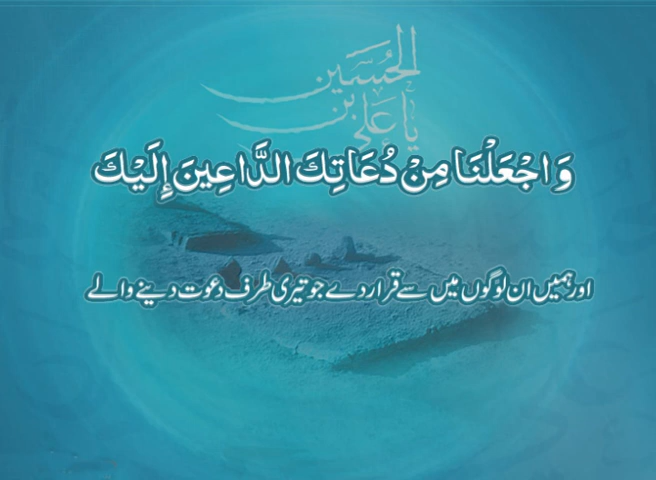 يا علي بن الحسين
وَاجْعَلْنَا مِنْ دُعَاتِكَ الدَّاعِينَ إِلَيْكَ
اور ہمیں ان لوگوں میں سے قرار دے جو تیری طرف دعوت دینے والے